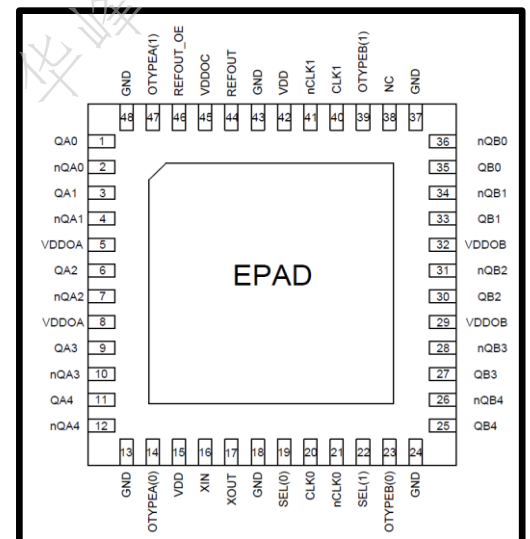 华峰
GND
OTYPEA(1)
REFOUT_OE
VDDOC
REFOUT
GND
VDD
nCLK1
CLK1
OTYPEB(1)
NC
GND
48 47 46 45 44 43 42 41 40 39 38 37
QA0 1
nQA0 2
QA1 3
nQA1 4
VDDOA 5
QA2 6
nQA2 7
VDDOA 8
QA3 9
nQA3 10
QA4 11
nQA4 12
EPAD
36 nQB0
35 QB0
34 nQB1
33 QB1
32 VDDOB
31 nQB2
30 QB2
29 VDDOB
28 nQB3
27 QB3
26 nQB4
25 QB4
13 14 15 16 17 18 19 20 21 22 23 24
GND
OTYPEA(0)
VDD
XIN
XOUT
GND
SEL(0)
CLK0
nCLK0
SEL(1)
OTYPEB(0)
GND